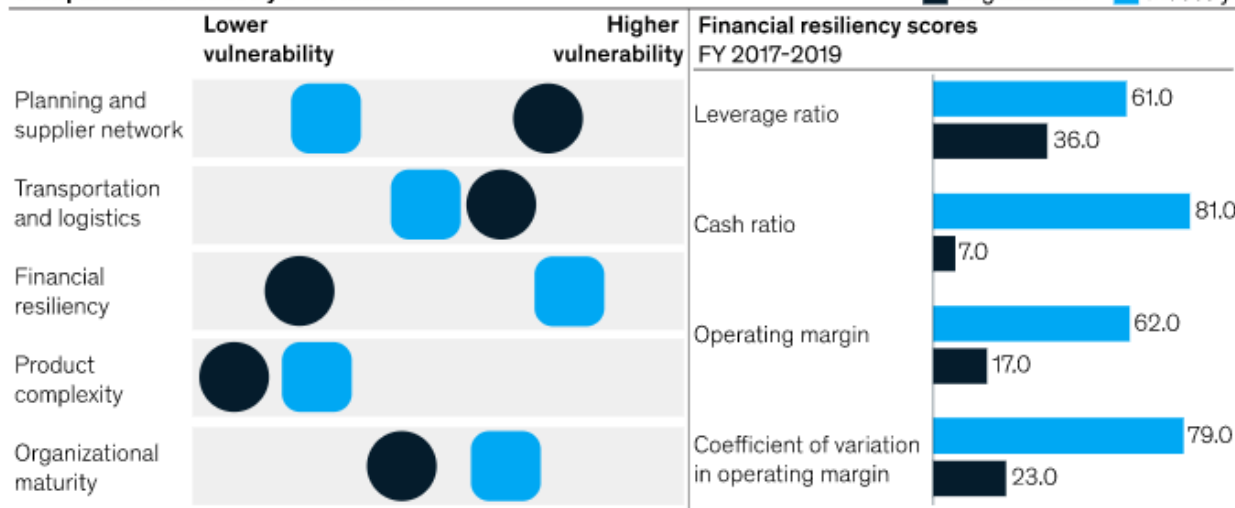 Lower
vulnerability
Higher
vulnerability
Planning and
supplier network
Transportation
and logistics
Financial
resiliency
Product
complexity
Organizational
maturity
Financial resiliency scores
FY 2017-2019
Leverage ratio
61.0
36.0
Cash ratio
81.0
7.0
Operating margin
62.0
17.0
Coefficient of variation
in operating margin
79.0
23.0